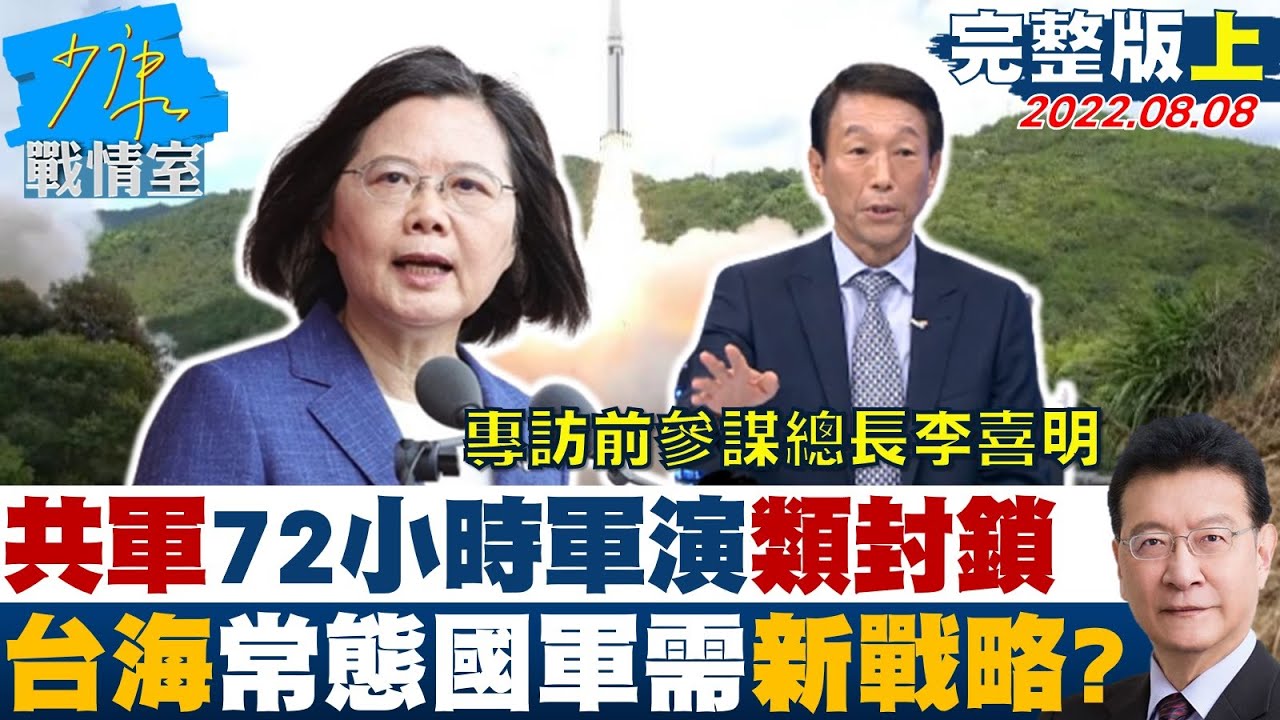 少康
戰情室
完整版上
2022.08.08
專訪前參謀總長李喜明
共軍72小時軍演類封鎖
台海常態國軍需新戰略?